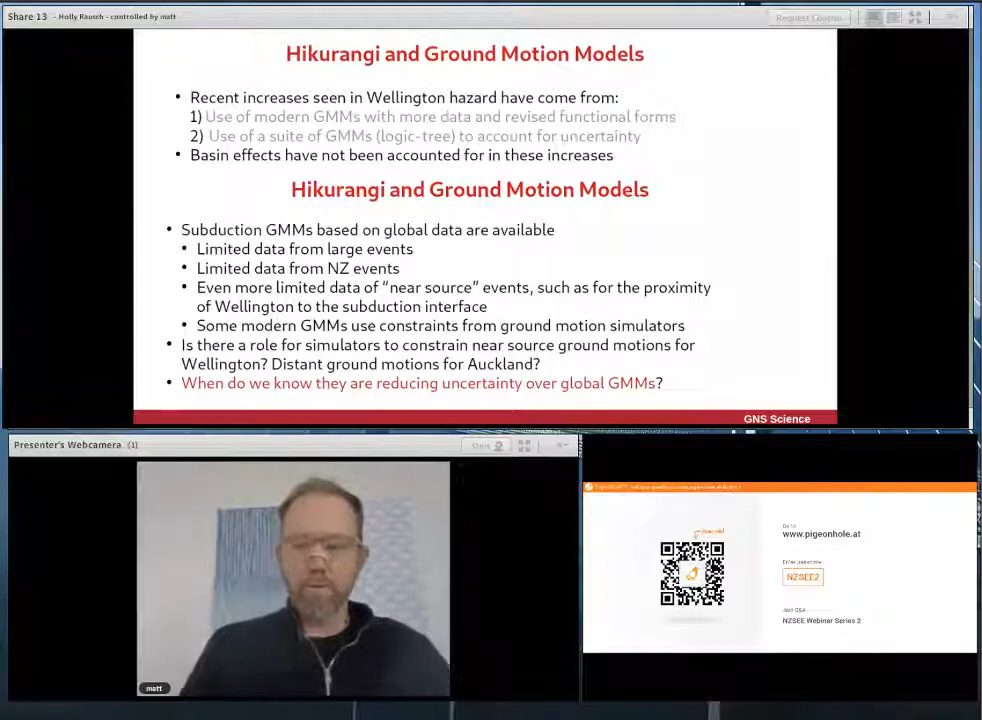 Share 13 - Holly Rausch - controlled by matt
Request Control
Hikurangi and Ground Motion Models
• Recent increases seen in Wellington hazard have come from:
1) Use of modern GMMs with more data and revised functional forms
2) Use of a suite of GMMs (logic-tree) to account for uncertainty
• Basin effects have not been accounted for in these increases
Hikurangi and Ground Motion Models
• Subduction GMMs based on global data are available
• Limited data from large events
• Limited data from NZ events
• Even more limited data of “near source” events, such as for the proximity
of Wellington to the subduction interface
• Some modern GMMs use constraints from ground motion simulators
• Is there a role for simulators to constrain near source ground motions for
Wellington? Distant ground motions for Auckland?
• When do we know they are reducing uncertainty over global GMMs?
GNS Science
Presenter's Webcamera (1)
matt
Go to
www.pigeonhole.at
Enter passcode
NZSEE2
Join Q&A
NZSEE Webinar Series 2